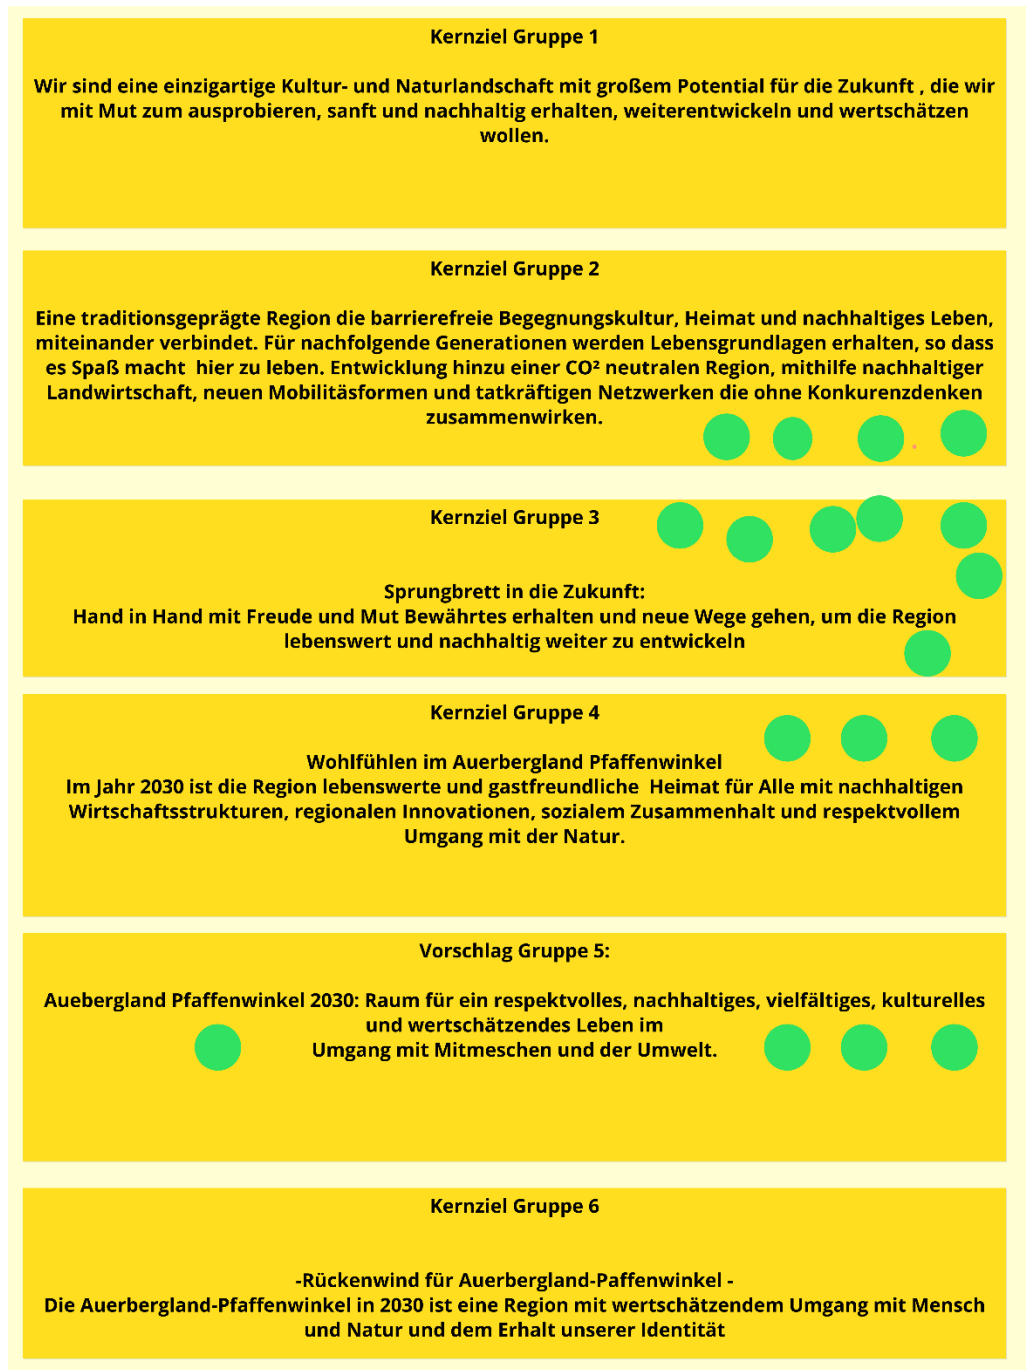 Kernziel Gruppe 1
Wir sind eine einzigartige Kultur- und Naturlandschaft mit großem Potential für die Zukunft , die wir
mit Mut zum ausprobieren, sanft und nachhaltig erhalten, weiterentwickeln und wertschätzen
wollen.
Kernziel Gruppe 2
Eine traditionsgeprägte Region die barrierefreie Begegnungskultur, Heimat und nachhaltiges Leben,
miteinander verbindet. Für nachfolgende Generationen werden Lebensgrundlagen erhalten, so dass
es Spaß macht  hier zu leben. Entwicklung hinzu einer CO² neutralen Region, mithilfe nachhaltiger
Landwirtschaft, neuen Mobilitäsformen und tatkräftigen Netzwerken die ohne Konkurenzdenken
zusammenwirken.
Kernziel Gruppe 3
Sprungbrett in die Zukunft:
Hand in Hand mit Freude und Mut Bewährtes erhalten und neue Wege gehen, um die Region
lebenswert und nachhaltig weiter zu entwickeln
Kernziel Gruppe 4
Wohlfühlen im Auerbergland Pfaffenwinkel
Im Jahr 2030 ist die Region lebenswerte und gastfreundliche  Heimat für Alle mit nachhaltigen
Wirtschaftsstrukturen, regionalen Innovationen, sozialem Zusammenhalt und respektvollem
Umgang mit der Natur.
Vorschlag Gruppe 5:
Auebergland Pfaffenwinkel 2030: Raum für ein respektvolles, nachhaltiges, vielfältiges, kulturelles
und wertschätzendes Leben im
Umgang mit Mitmeschen und der Umwelt.
Kernziel Gruppe 6
-Rückenwind für Auerbergland-Paffenwinkel -
Die Auerbergland-Pfaffenwinkel in 2030 ist eine Region mit wertschätzendem Umgang mit Mensch
und Natur und dem Erhalt unserer Identität